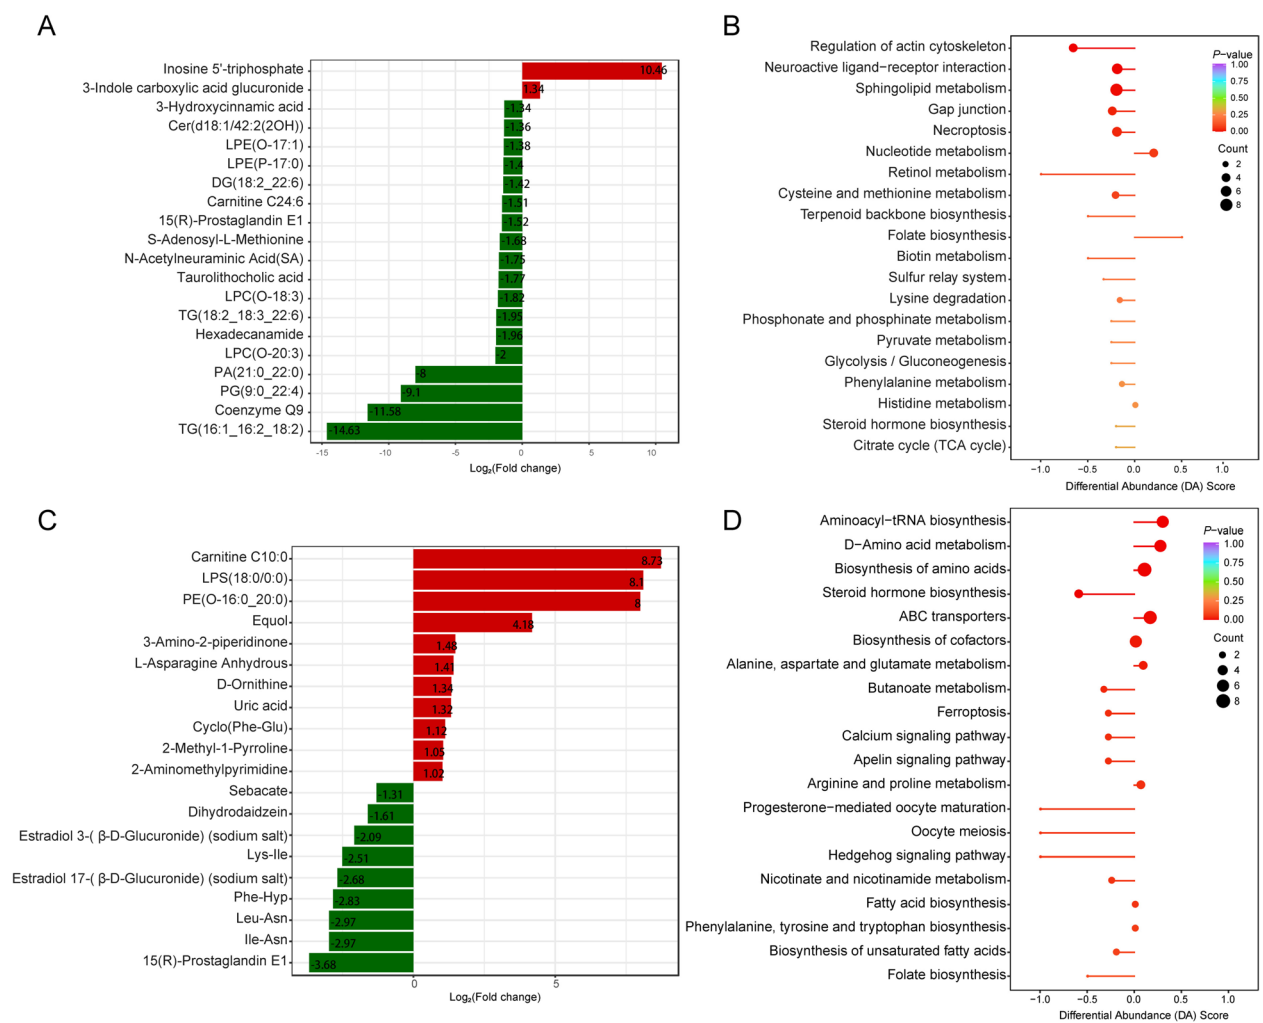 A
Inosine 5'-triphosphate 10.46
3-Indole carboxylic acid glucuronide 1.34
3-Hydroxycinnamic acid -1.34
Cer(d18:1/42:2(2OH)) -1.36
LPE(O-17:1) -1.38
LPE(P-17:0) -1.4
DG(18:2_22:6) -1.42
Carnitine C24:6 -1.51
15(R)-Prostaglandin E1 -1.52
S-Adenosyl-L-Methionine -1.68
N-Acetylneuraminic Acid(SA) -1.75
Taurolithocholic acid -1.77
LPC(O-18:3) -1.82
TG(18:2_18:3_22:6) -1.95
Hexadecanamide -1.96
LPC(O-20:3) -2
PA(21:0_22:0) -8
PG(9:0_22:4) -9.1
Coenzyme Q9 -11.58
TG(16:1_16:2_18:2) -14.63
-15 -10 -5 0 5 10
Log₂(Fold change)
B
Regulation of actin cytoskeleton
Neuroactive ligand−receptor interaction
Sphingolipid metabolism
Gap junction
Necroptosis
Nucleotide metabolism
Retinol metabolism
Cysteine and methionine metabolism
Terpenoid backbone biosynthesis
Folate biosynthesis
Biotin metabolism
Sulfur relay system
Lysine degradation
Phosphonate and phosphinate metabolism
Pyruvate metabolism
Glycolysis / Gluconeogenesis
Phenylalanine metabolism
Histidine metabolism
Steroid hormone biosynthesis
Citrate cycle (TCA cycle)
−1.0 −0.5 0.0 0.5 1.0
Differential Abundance (DA) Score
P−value
1.00
0.75
0.50
0.25
0.00
Count
2
4
6
8
C
Carnitine C10:0 8.73
LPS(18:0/0:0) 8.1
PE(O-16:0_20:0) 8
Equol 4.18
3-Amino-2-piperidinone 1.48
L-Asparagine Anhydrous 1.41
D-Ornithine 1.34
Uric acid 1.32
Cyclo(Phe-Glu) 1.12
2-Methyl-1-Pyrroline 1.05
2-Aminomethylpyrimidine 1.02
Sebacate -1.31
Dihydrodaidzein -1.61
Estradiol 3-( β-D-Glucuronide) (sodium salt) -2.09
Lys-Ile -2.51
Estradiol 17-( β-D-Glucuronide) (sodium salt) -2.68
Phe-Hyp -2.83
Leu-Asn -2.97
Ile-Asn -2.97
15(R)-Prostaglandin E1 -3.68
0 5
Log₂(Fold change)
D
Aminoacyl−tRNA biosynthesis
D−Amino acid metabolism
Biosynthesis of amino acids
Steroid hormone biosynthesis
ABC transporters
Biosynthesis of cofactors
Alanine, aspartate and glutamate metabolism
Butanoate metabolism
Ferroptosis
Calcium signaling pathway
Apelin signaling pathway
Arginine and proline metabolism
Progesterone−mediated oocyte maturation
Oocyte meiosis
Hedgehog signaling pathway
Nicotinate and nicotinamide metabolism
Fatty acid biosynthesis
Phenylalanine, tyrosine and tryptophan biosynthesis
Biosynthesis of unsaturated fatty acids
Folate biosynthesis
−1.0 −0.5 0.0 0.5 1.0
Differential Abundance (DA) Score
P−value
1.00
0.75
0.50
0.25
0.00
Count
2
4
6
8